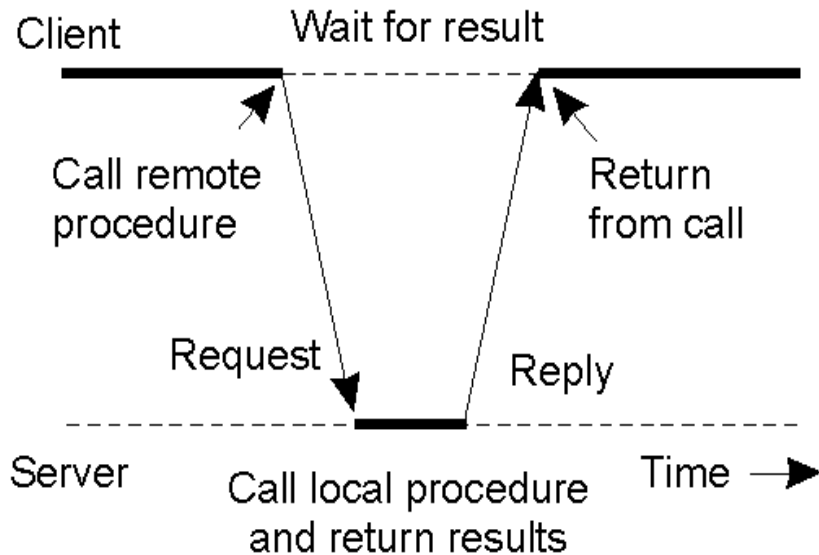 Client
Wait for result
Call remote
procedure
Return
from call
Request
Reply
Server
Call local procedure
and return results
Time